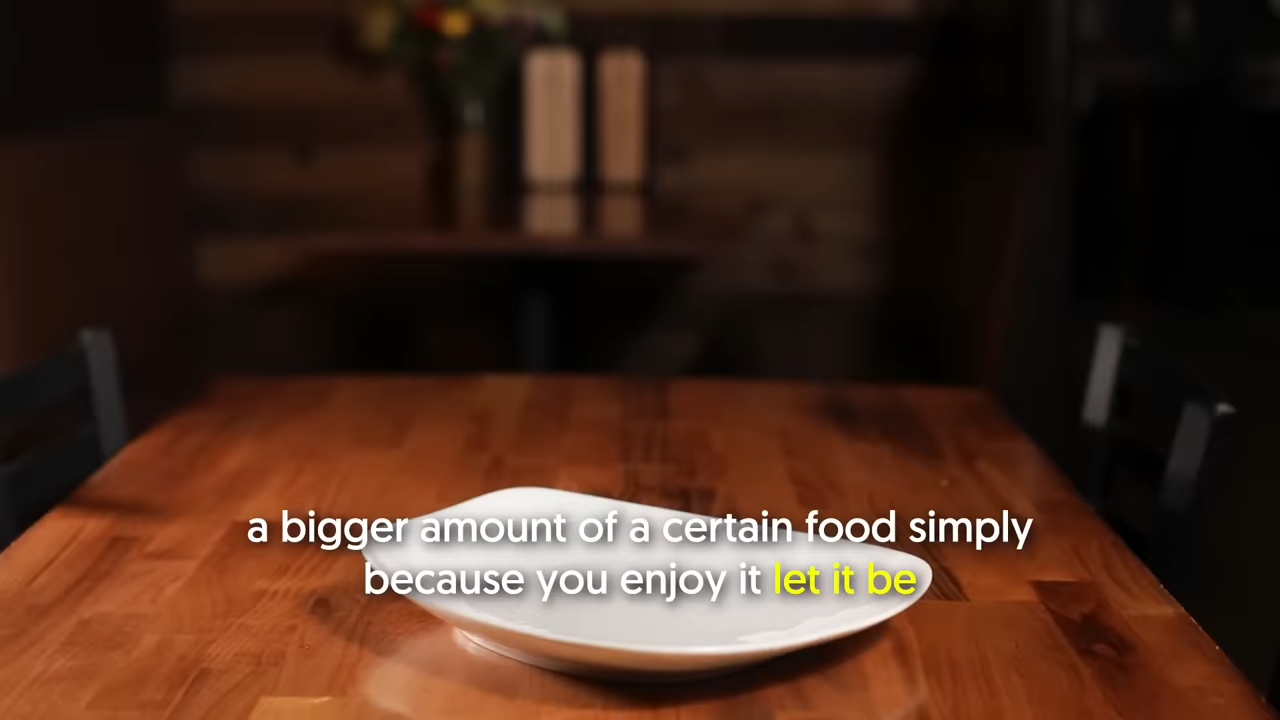 a bigger amount of a certain food simply
because you enjoy it let it be